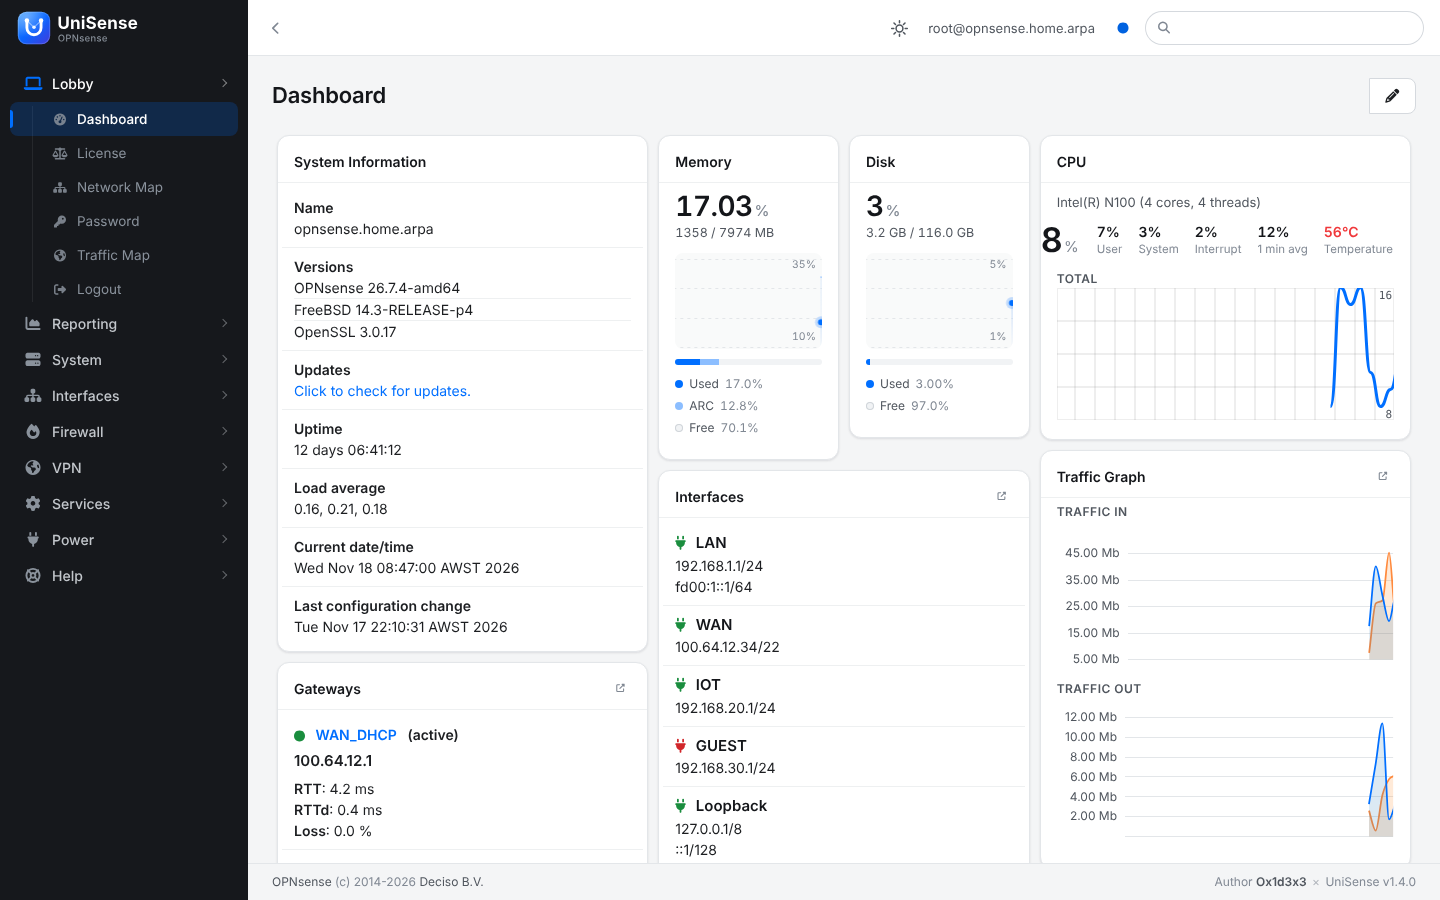 UniSense
OPNsense
Lobby
Dashboard
License
Network Map
Password
Traffic Map
Logout
Reporting
System
Interfaces
Firewall
VPN
Services
Power
Help
root@opnsense.home.arpa
Dashboard
System Information
Name
opnsense.home.arpa
Versions
OPNsense 26.7.4-amd64
FreeBSD 14.3-RELEASE-p4
OpenSSL 3.0.17
Updates
Click to check for updates.
Uptime
12 days 06:41:12
Load average
0.16, 0.21, 0.18
Current date/time
Wed Nov 18 08:47:00 AWST 2026
Last configuration change
Tue Nov 17 22:10:31 AWST 2026
Gateways
WAN_DHCP (active)
100.64.12.1
RTT: 4.2 ms
RTTd: 0.4 ms
Loss: 0.0 %
Memory
17.03 %
1358 / 7974 MB
35%
10%
Used 17.0%
ARC 12.8%
Free 70.1%
Disk
3 %
3.2 GB / 116.0 GB
5%
1%
Used 3.00%
Free 97.0%
Interfaces
LAN
192.168.1.1/24
fd00:1::1/64
WAN
100.64.12.34/22
IOT
192.168.20.1/24
GUEST
192.168.30.1/24
Loopback
127.0.0.1/8
::1/128
CPU
Intel(R) N100 (4 cores, 4 threads)
8 % 7% 3% 2% 12% 56°C
User System Interrupt 1 min avg Temperature
TOTAL
16
8
Traffic Graph
TRAFFIC IN
45.00 Mb
35.00 Mb
25.00 Mb
15.00 Mb
5.00 Mb
TRAFFIC OUT
12.00 Mb
10.00 Mb
8.00 Mb
6.00 Mb
4.00 Mb
2.00 Mb
OPNsense (c) 2014-2026 Deciso B.V.
Author Ox1d3x3 × UniSense v1.4.0